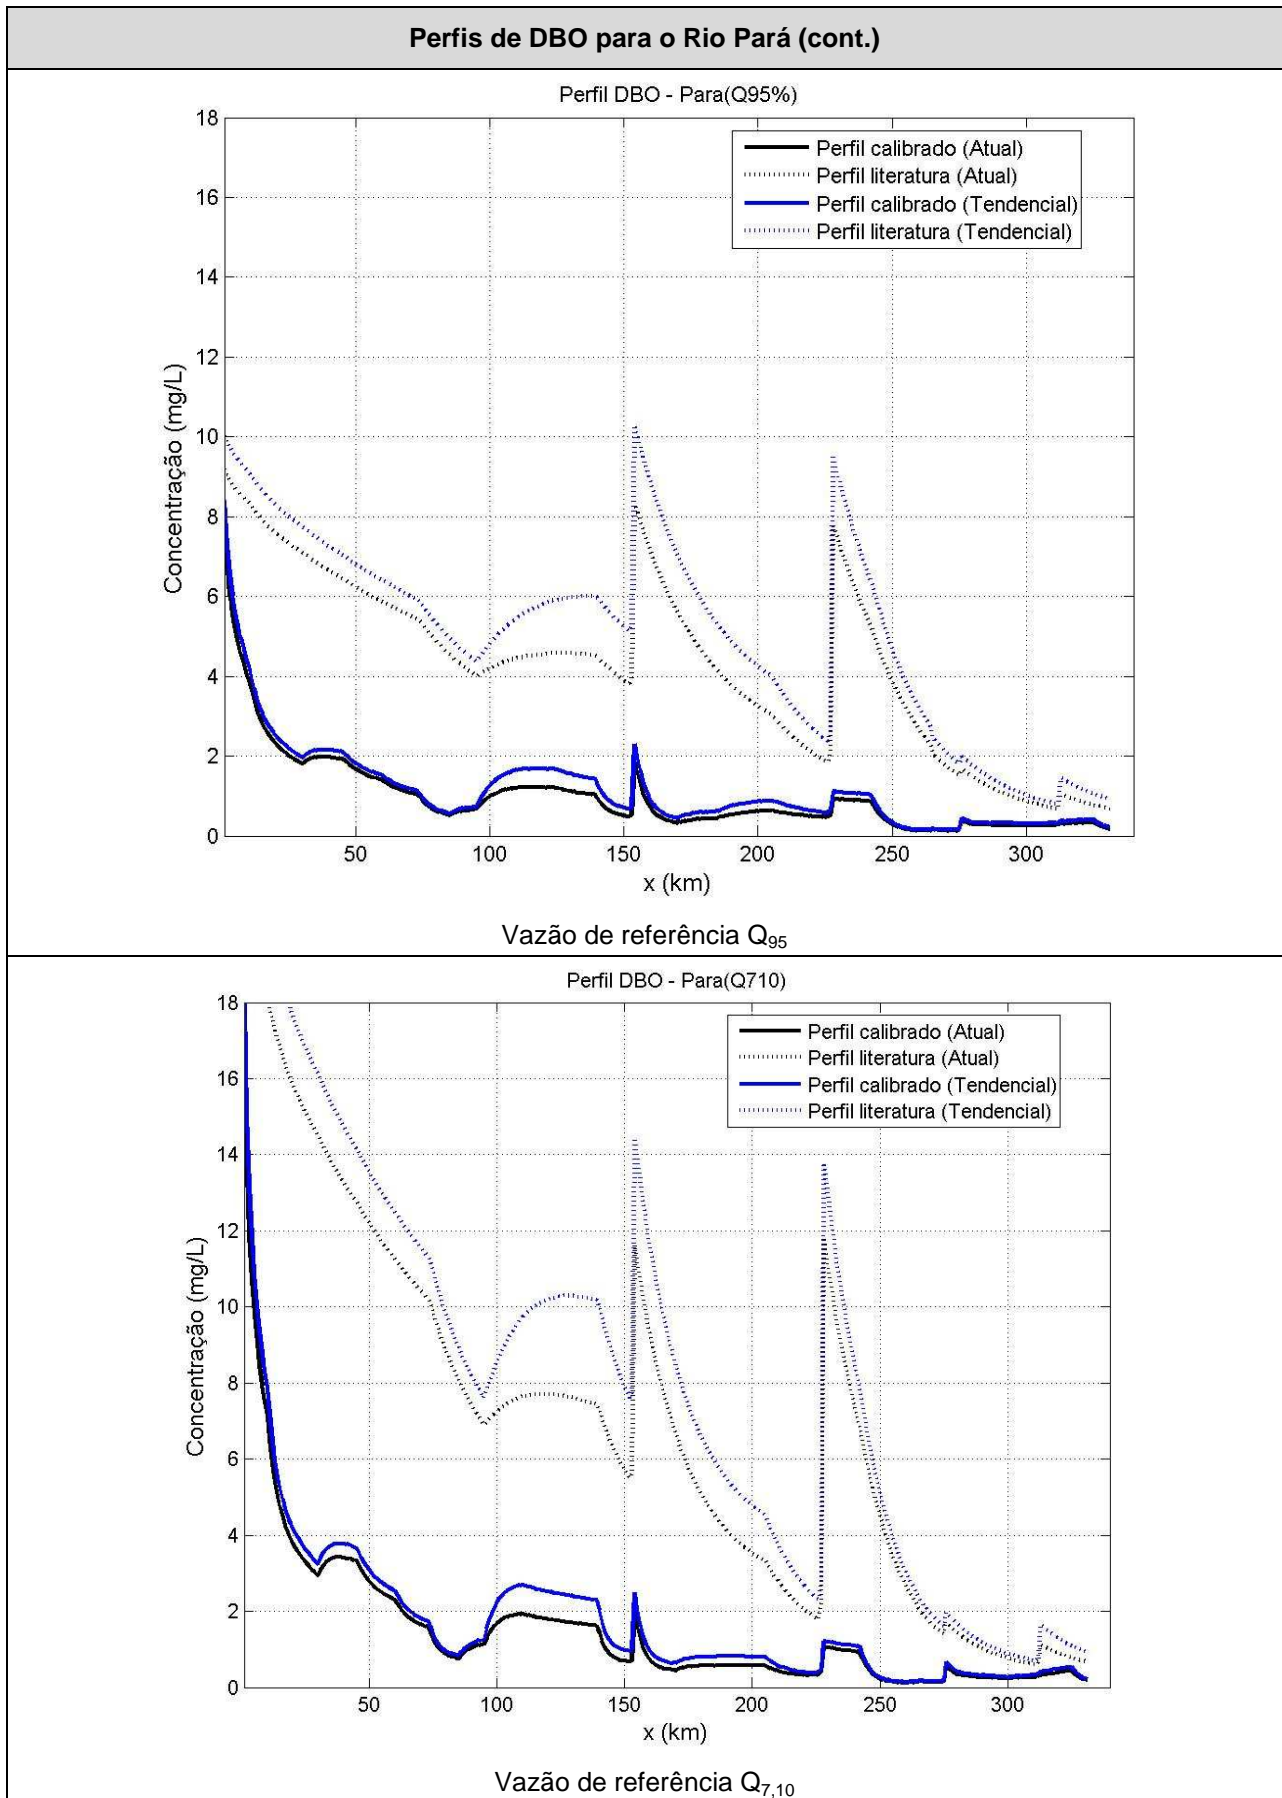 Perfis de DBO para o Rio Pará (cont.)
Perfil DBO - Para(Q95%)
18
16
14
12
10
8
6
4
2
0
Concentração (mg/L)
Perfil calibrado (Atual)
Perfil literatura (Atual)
Perfil calibrado (Tendencial)
Perfil literatura (Tendencial)
50 100 150 200 250 300
x (km)
Vazão de referência Q95
Perfil DBO - Para(Q710)
18
16
14
12
10
8
6
4
2
0
Concentração (mg/L)
Perfil calibrado (Atual)
Perfil literatura (Atual)
Perfil calibrado (Tendencial)
Perfil literatura (Tendencial)
50 100 150 200 250 300
x (km)
Vazão de referência Q7,10